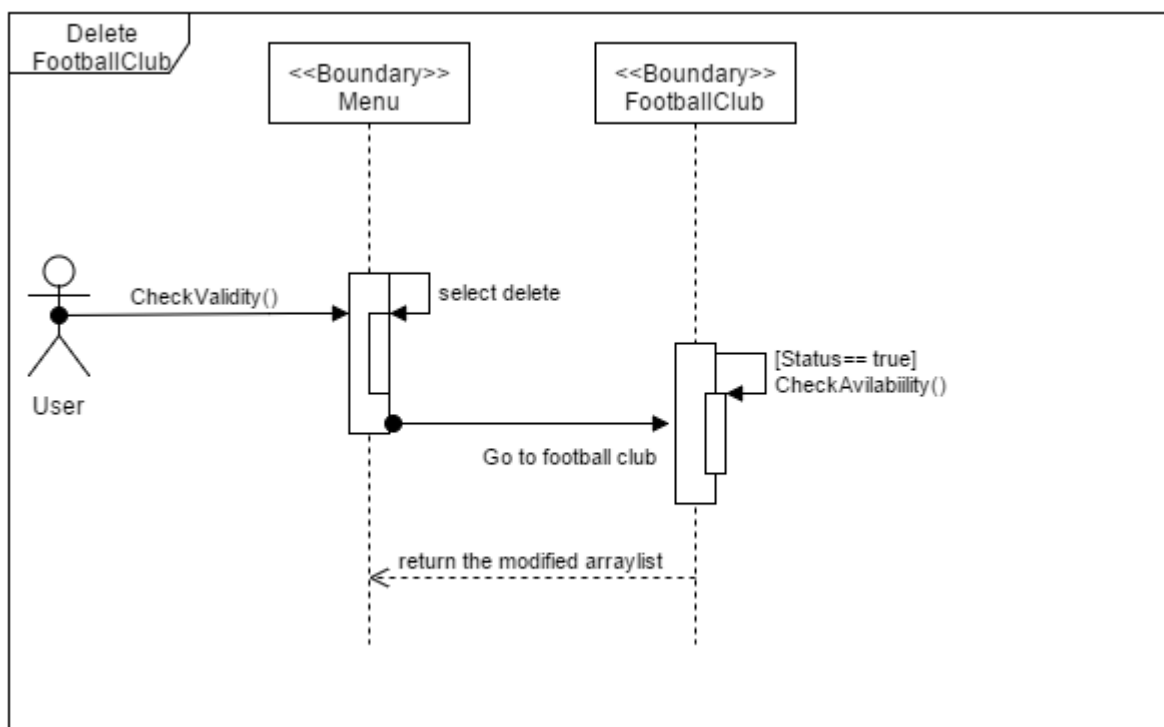 Delete
FootballClub
<<Boundary>>
Menu
<<Boundary>>
FootballClub
CheckValidity()
select delete
[Status== true]
CheckAvilabiility()
User
Go to football club
return the modified arraylist